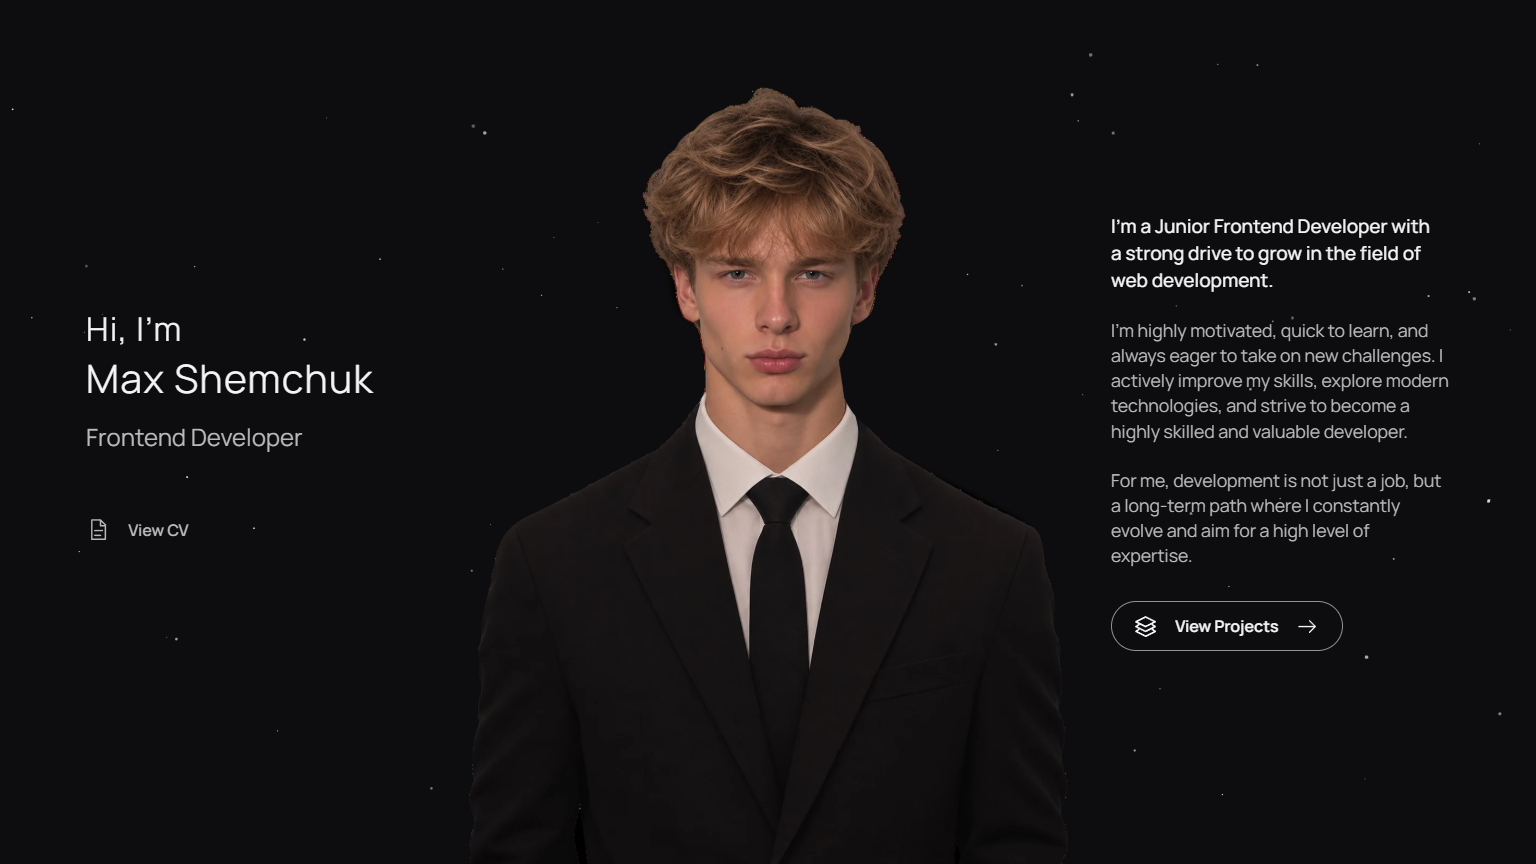 Hi, I'm
Max Shemchuk
Frontend Developer
View CV
I'm a Junior Frontend Developer with
a strong drive to grow in the field of
web development.
I'm highly motivated, quick to learn, and
always eager to take on new challenges. I
actively improve my skills, explore modern
technologies, and strive to become a
highly skilled and valuable developer.
For me, development is not just a job, but
a long-term path where I constantly
evolve and aim for a high level of
expertise.
View Projects